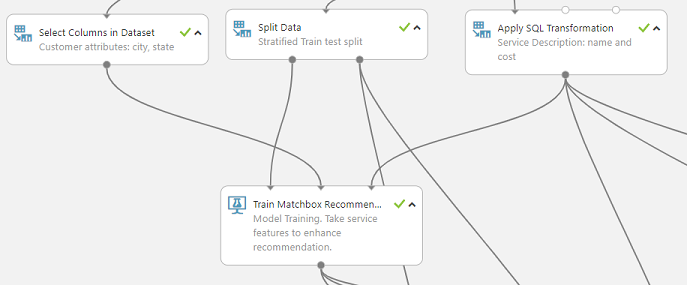 Select Columns in Dataset
Customer attributes: city, state
Split Data
Stratified Train test split
Apply SQL Transformation
Service Description: name and
cost
Train Matchbox Recommen...
Model Training. Take service
features to enhance
recommendation.